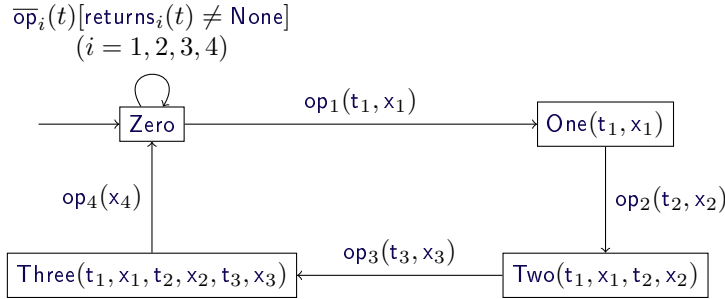 op̅ᵢ(t)[returnsᵢ(t) ≠ None]
(i = 1, 2, 3, 4)
op₁(t₁, x₁)
Zero
One(t₁, x₁)
op₄(x₄)
op₂(t₂, x₂)
op₃(t₃, x₃)
Three(t₁, x₁, t₂, x₂, t₃, x₃)
Two(t₁, x₁, t₂, x₂)